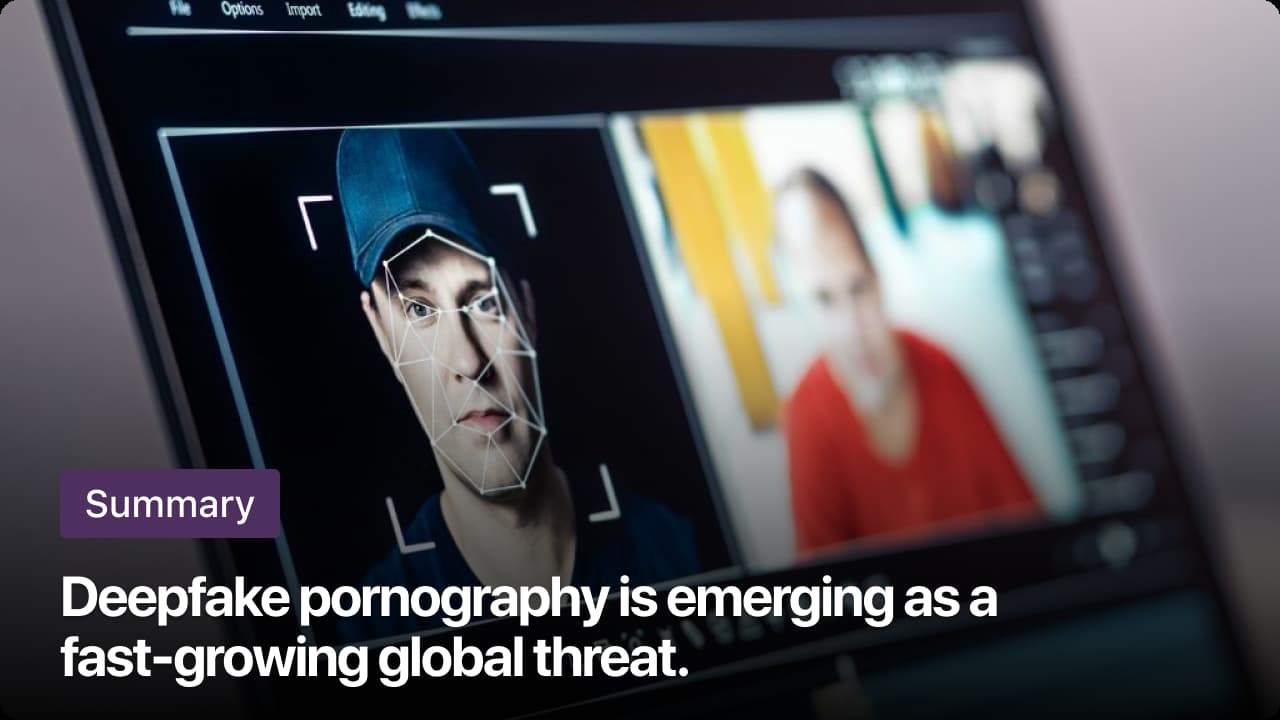 File Options Import Editing Effects
Summary
Deepfake pornography is emerging as a
fast-growing global threat.